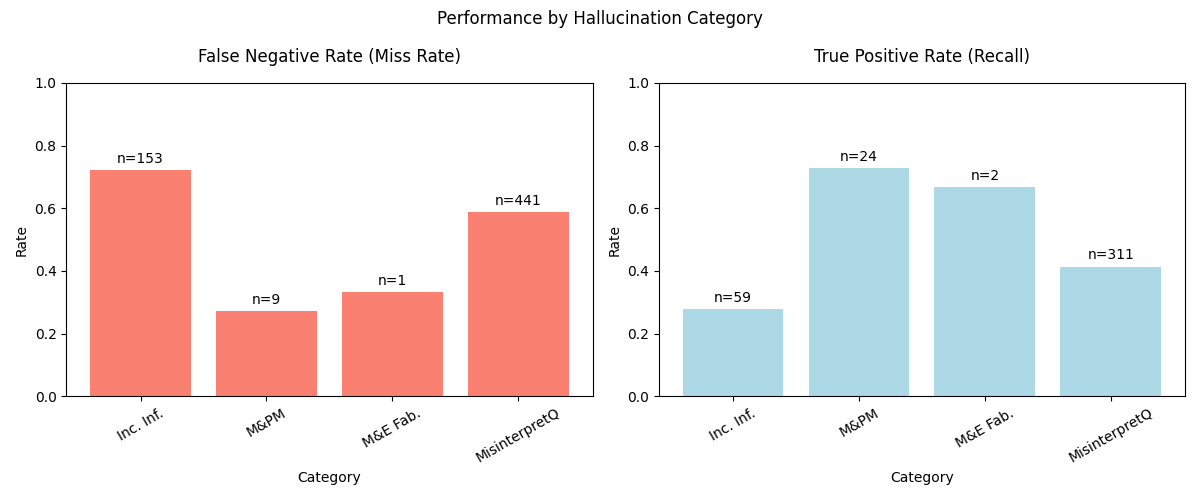 Performance by Hallucination Category
False Negative Rate (Miss Rate)
1.0
0.8
0.6
0.4
0.2
0.0
Rate
n=153
n=9
n=1
n=441
Inc. Inf.
M&PM
M&E Fab.
MisinterpretQ
Category
True Positive Rate (Recall)
1.0
0.8
0.6
0.4
0.2
0.0
Rate
n=59
n=24
n=2
n=311
Inc. Inf.
M&PM
M&E Fab.
MisinterpretQ
Category